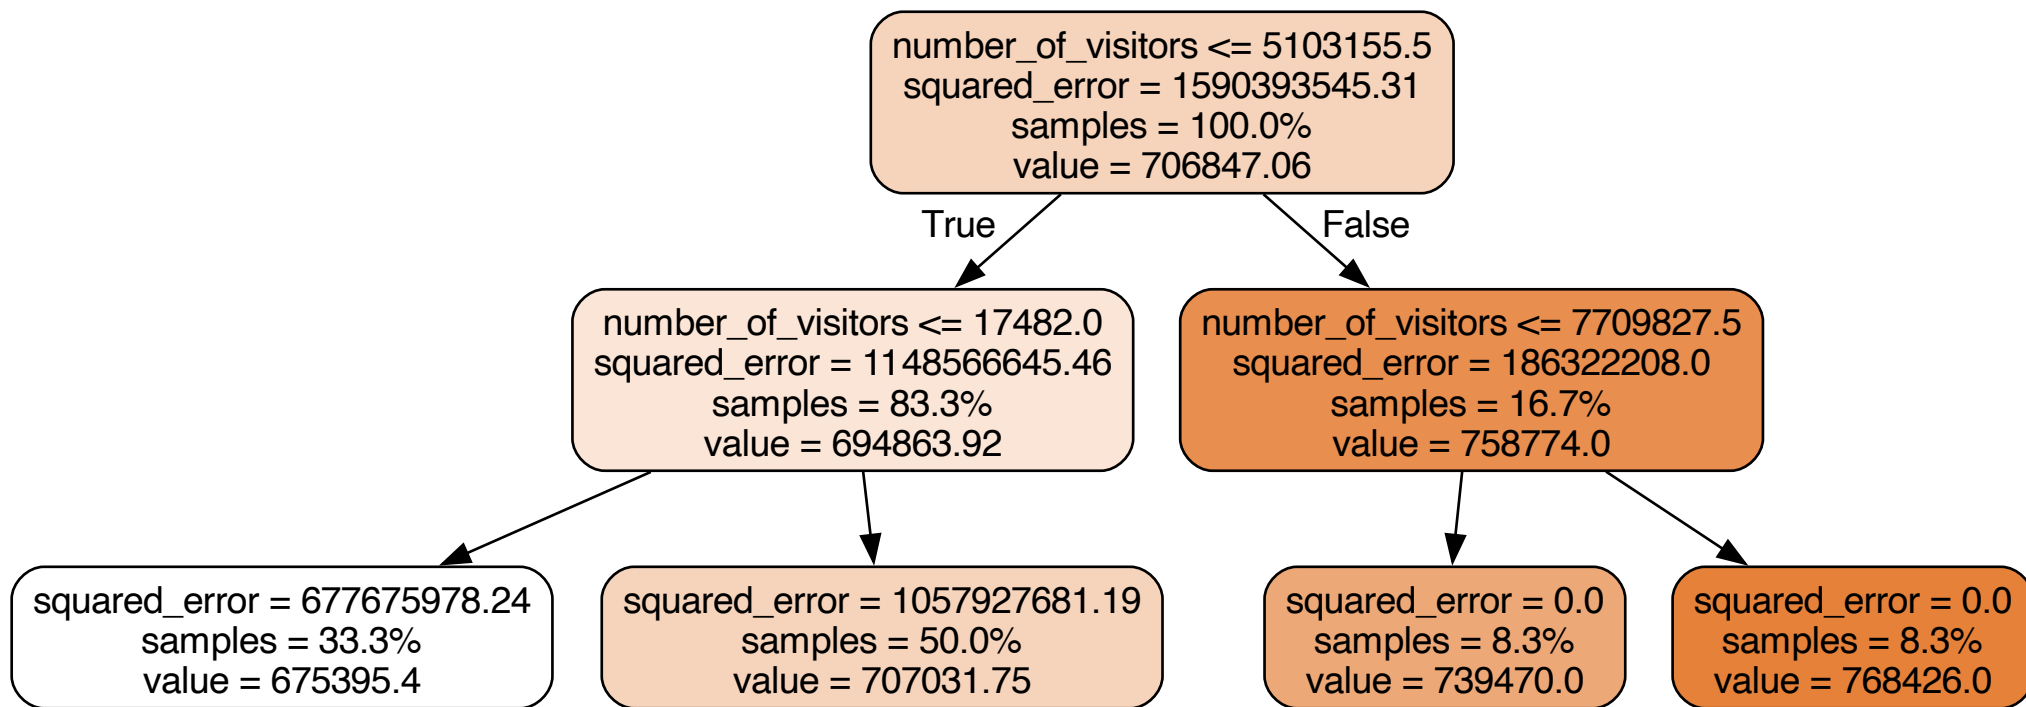 number_of_visitors <= 5103155.5
squared_error = 1590393545.31
samples = 100.0%
value = 706847.06
True
False
number_of_visitors <= 17482.0
squared_error = 1148566645.46
samples = 83.3%
value = 694863.92
number_of_visitors <= 7709827.5
squared_error = 186322208.0
samples = 16.7%
value = 758774.0
squared_error = 677675978.24
samples = 33.3%
value = 675395.4
squared_error = 1057927681.19
samples = 50.0%
value = 707031.75
squared_error = 0.0
samples = 8.3%
value = 739470.0
squared_error = 0.0
samples = 8.3%
value = 768426.0